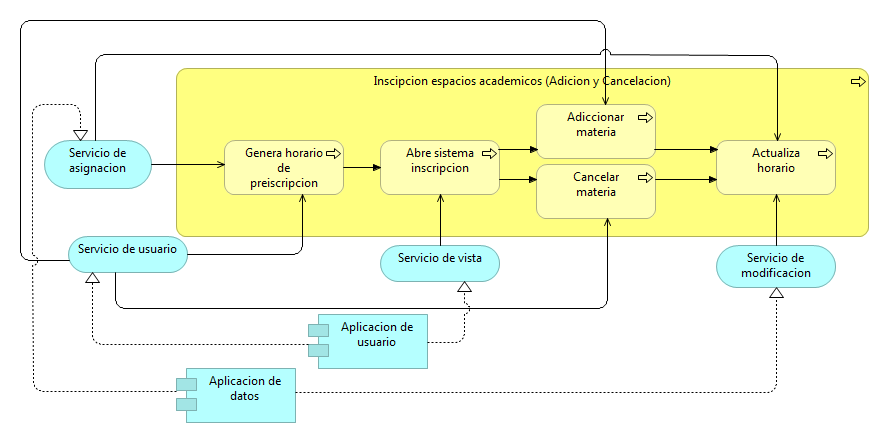 Inscipcion espacios academicos (Adicion y Cancelacion)
Adiccionar
materia
Servicio de
asignacion
Genera horario
de
preiscripcion
Abre sistema
inscripcion
Actualiza
horario
Cancelar
materia
Servicio de usuario
Servicio de vista
Servicio de
modificacion
Aplicacion de
usuario
Aplicacion de
datos